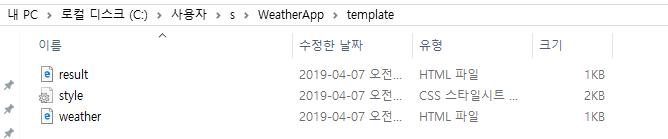 내 PC > 로컬 디스크 (C:) > 사용자 > s > WeatherApp > template
이름 수정한 날짜 유형 크기
result 2019-04-07 오전... HTML 파일 1KB
style 2019-04-07 오전... CSS 스타일시트 ... 2KB
weather 2019-04-07 오전... HTML 파일 1KB